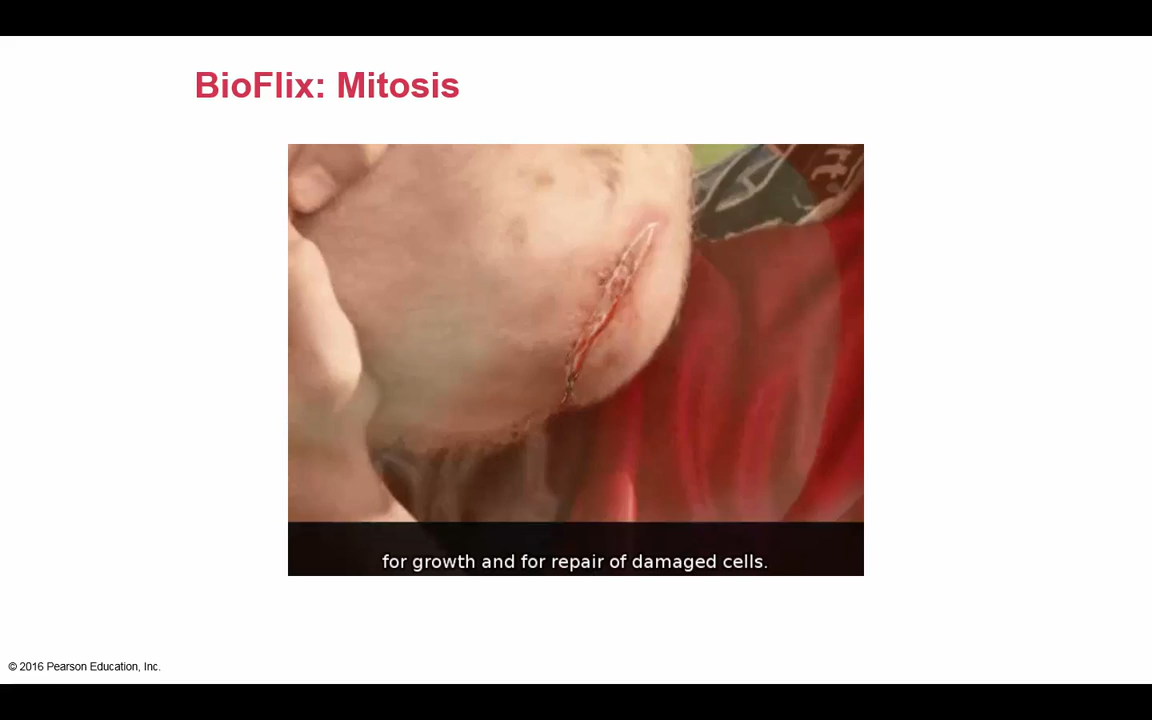 BioFlix: Mitosis
for growth and for repair of damaged cells.
© 2016 Pearson Education, Inc.